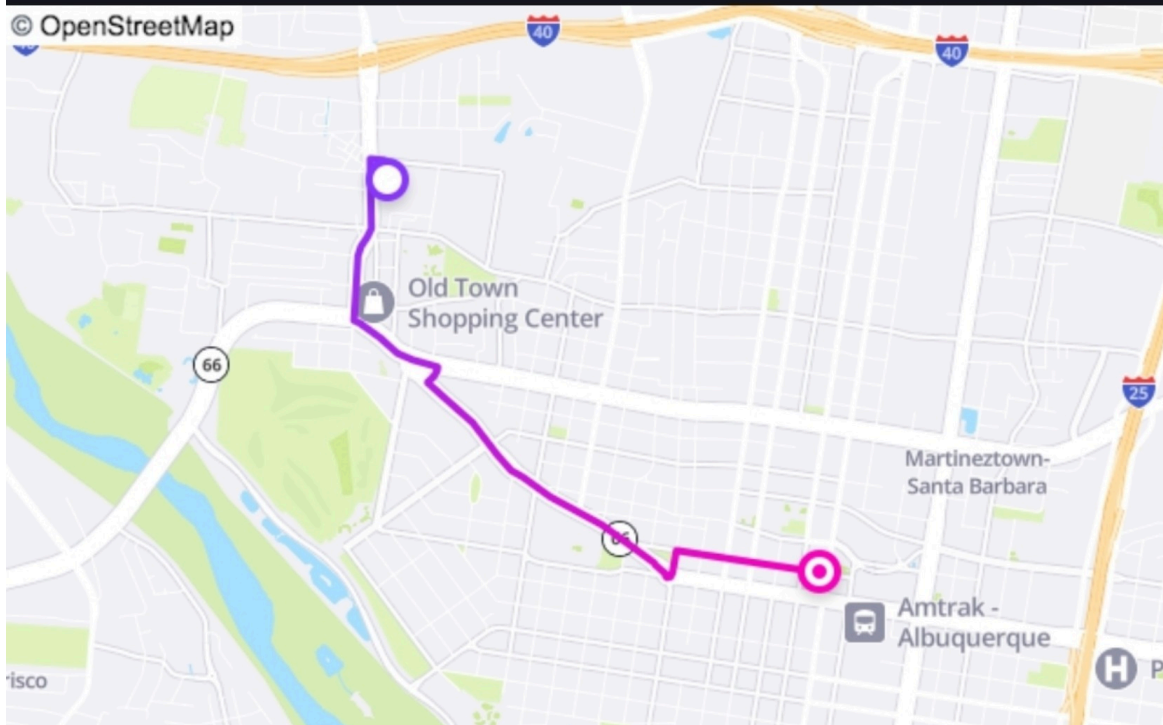 © OpenStreetMap
40
40
Old Town
Shopping Center
66
25
Martineztown-
Santa Barbara
66
Amtrak -
Albuquerque
H
P
risco